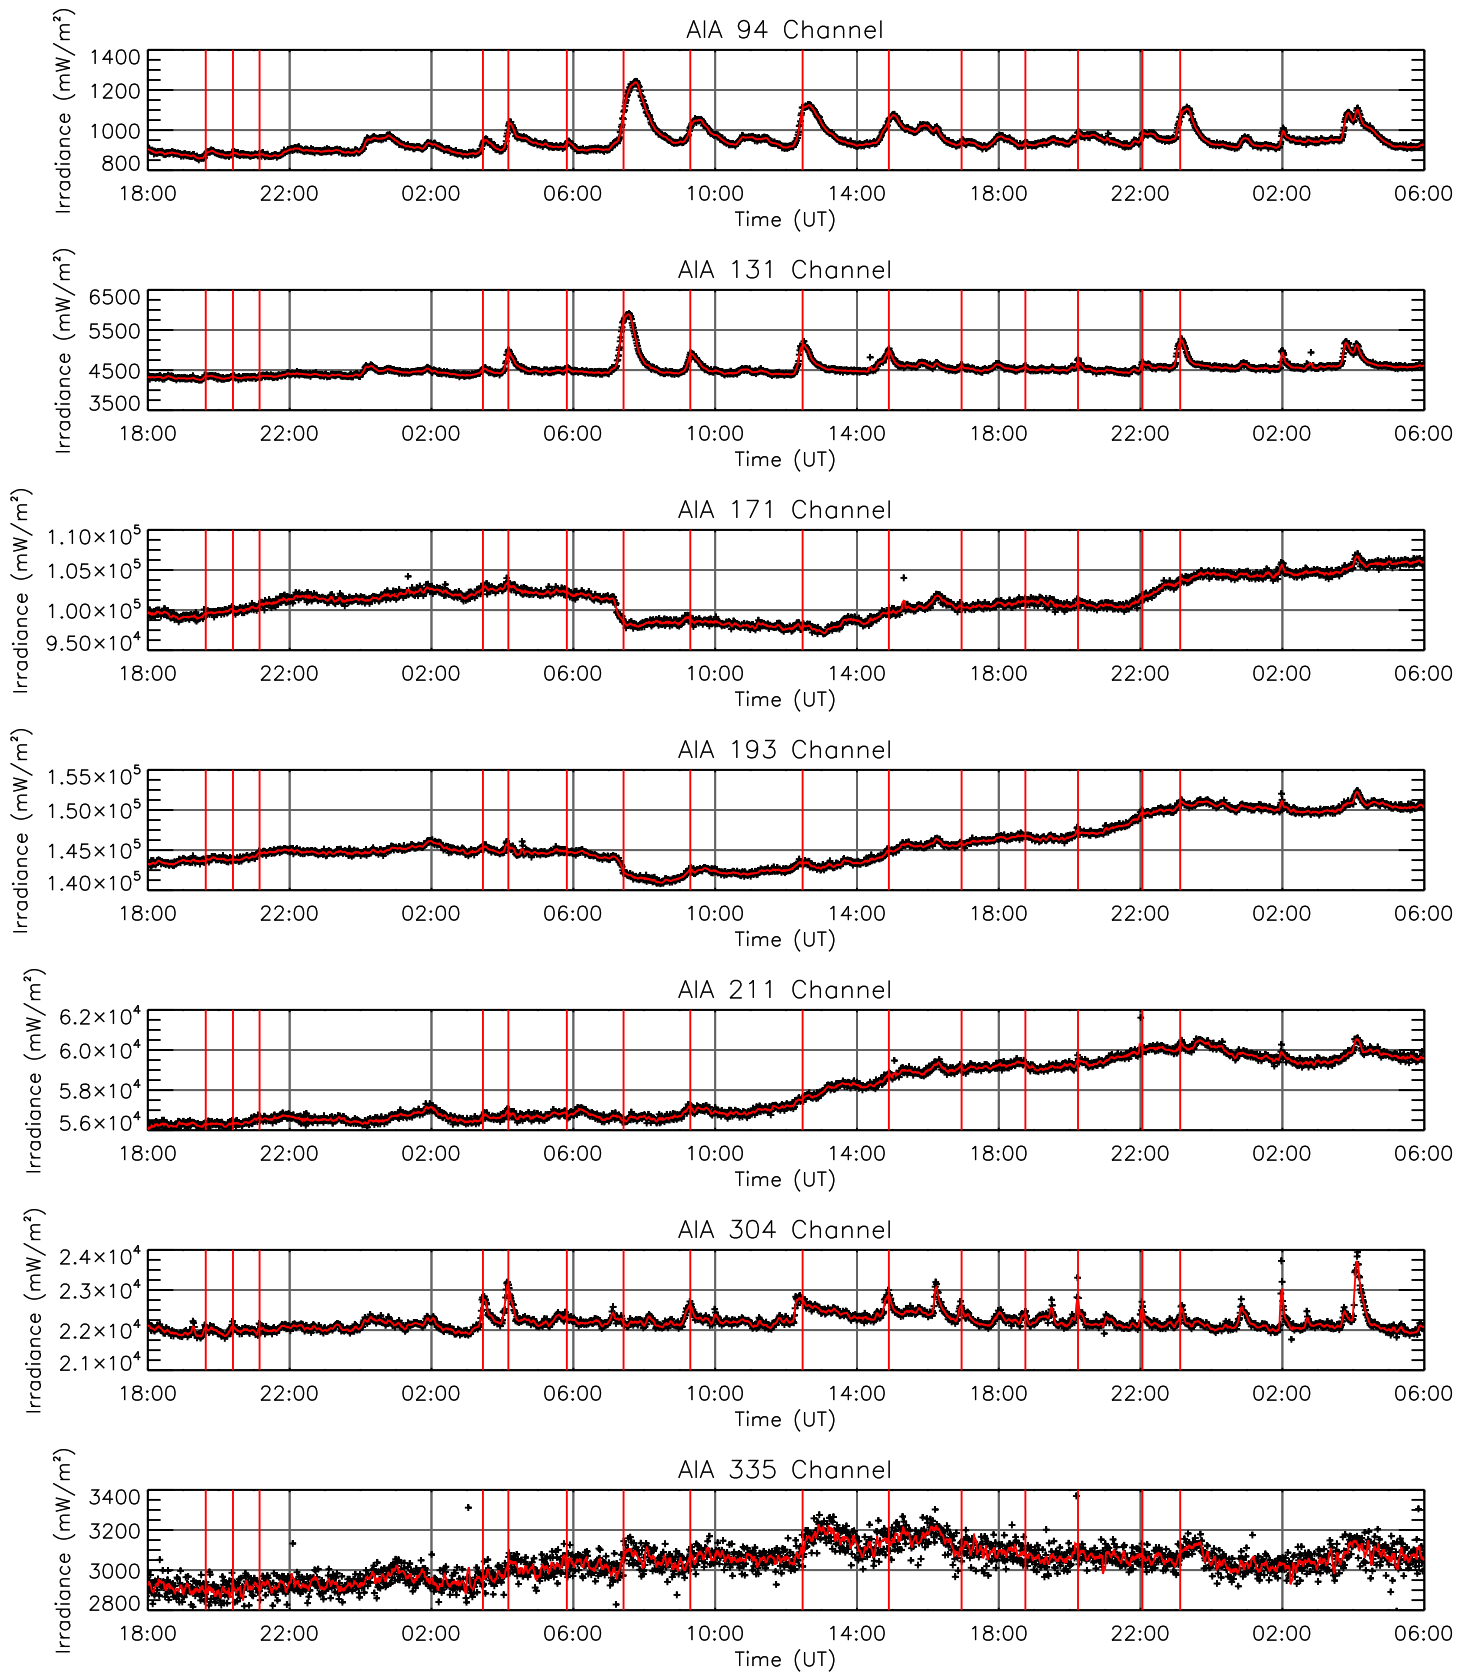 AIA 94 Channel
Irradiance (mW/m²)
1400
1200
1000
800
18:00 22:00 02:00 06:00 10:00 14:00 18:00 22:00 02:00 06:00
Time (UT)
AIA 131 Channel
Irradiance (mW/m²)
6500
5500
4500
3500
18:00 22:00 02:00 06:00 10:00 14:00 18:00 22:00 02:00 06:00
Time (UT)
AIA 171 Channel
Irradiance (mW/m²)
1.10×10⁵
1.05×10⁵
1.00×10⁵
9.50×10⁴
18:00 22:00 02:00 06:00 10:00 14:00 18:00 22:00 02:00 06:00
Time (UT)
AIA 193 Channel
Irradiance (mW/m²)
1.55×10⁵
1.50×10⁵
1.45×10⁵
1.40×10⁵
18:00 22:00 02:00 06:00 10:00 14:00 18:00 22:00 02:00 06:00
Time (UT)
AIA 211 Channel
Irradiance (mW/m²)
6.2×10⁴
6.0×10⁴
5.8×10⁴
5.6×10⁴
18:00 22:00 02:00 06:00 10:00 14:00 18:00 22:00 02:00 06:00
Time (UT)
AIA 304 Channel
Irradiance (mW/m²)
2.4×10⁴
2.3×10⁴
2.2×10⁴
2.1×10⁴
18:00 22:00 02:00 06:00 10:00 14:00 18:00 22:00 02:00 06:00
Time (UT)
AIA 335 Channel
Irradiance (mW/m²)
3400
3200
3000
2800
18:00 22:00 02:00 06:00 10:00 14:00 18:00 22:00 02:00 06:00
Time (UT)